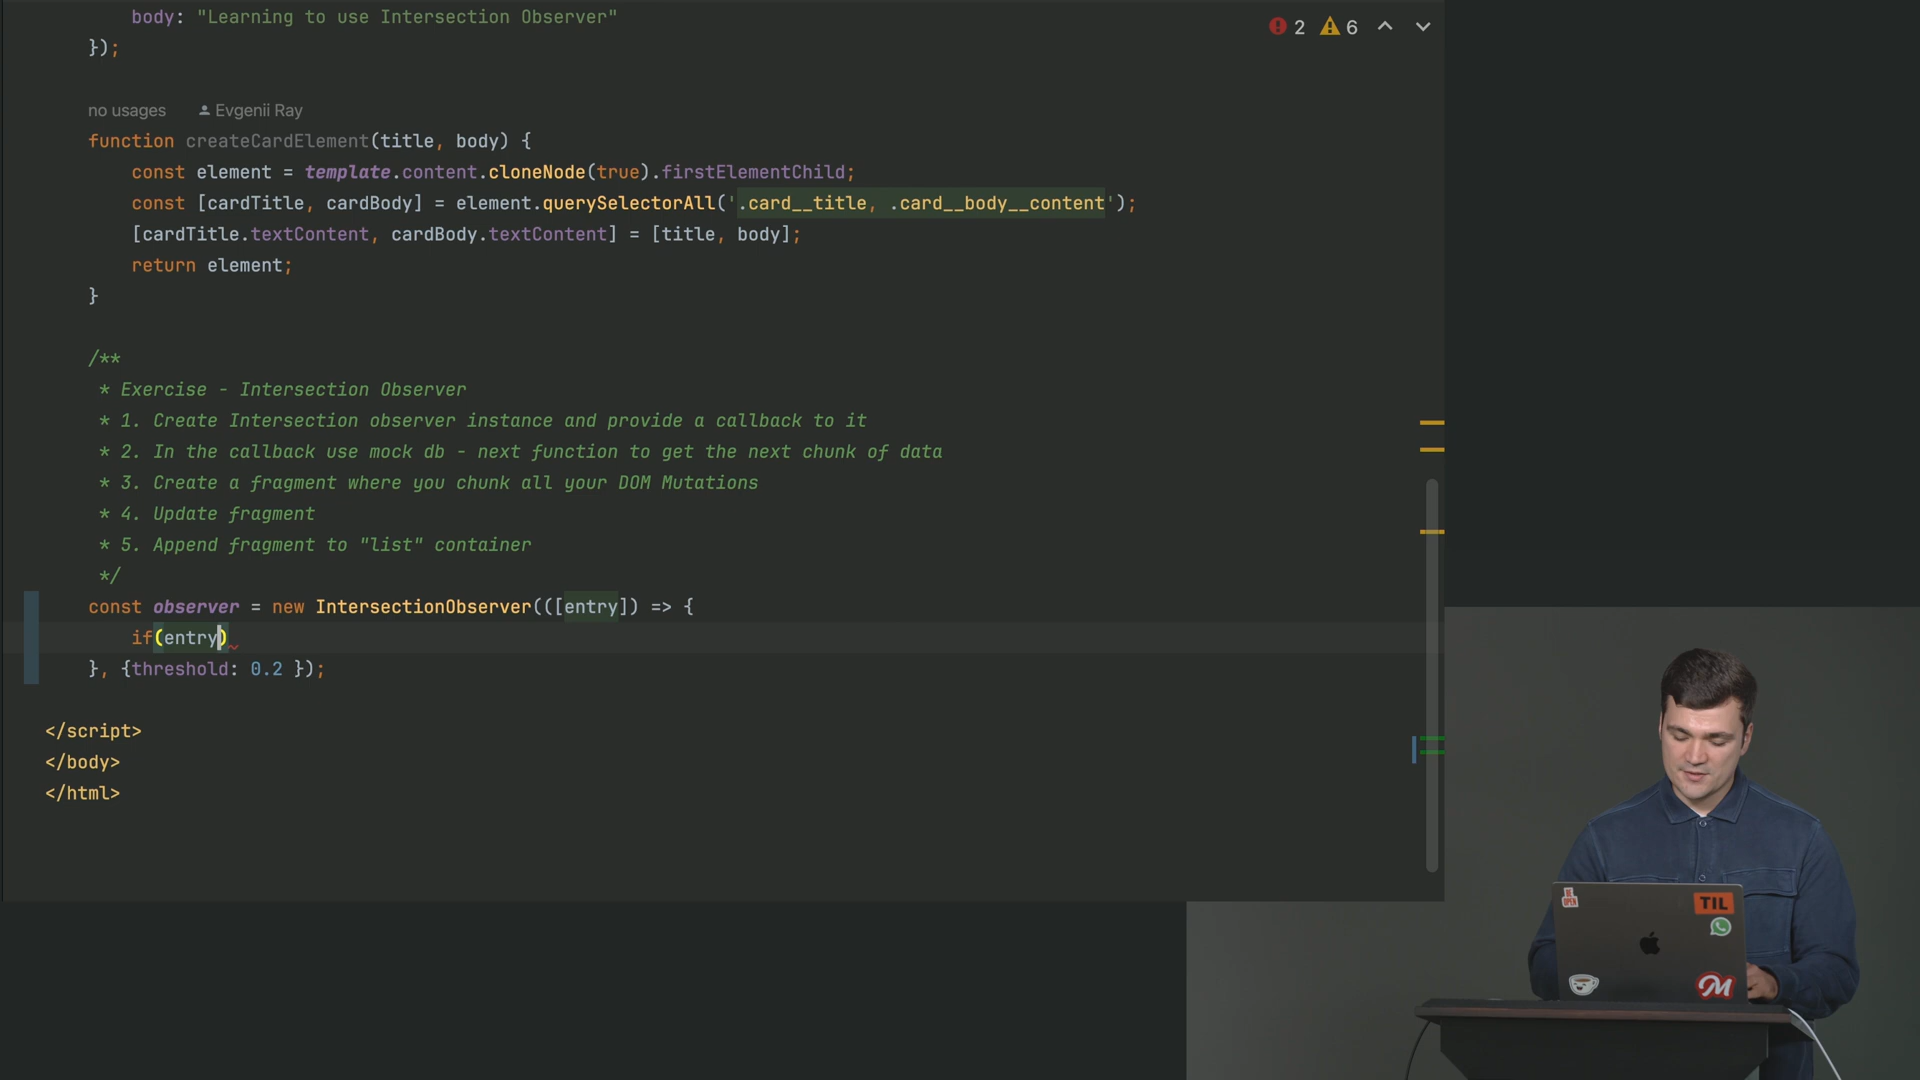 body: "Learning to use Intersection Observer"
});
2 6
no usages Evgenii Ray
function createCardElement(title, body) {
const element = template.content.cloneNode(true).firstElementChild;
const [cardTitle, cardBody] = element.querySelectorAll('.card__title, .card__body__content');
[cardTitle.textContent, cardBody.textContent] = [title, body];
return element;
}
/**
* Exercise - Intersection Observer
* 1. Create Intersection observer instance and provide a callback to it
* 2. In the callback use mock db - next function to get the next chunk of data
* 3. Create a fragment where you chunk all your DOM Mutations
* 4. Update fragment
* 5. Append fragment to "list" container
*/
const observer = new IntersectionObserver(([entry]) => {
if(entry)
}, {threshold: 0.2 });
</script>
</body>
</html>
BE OPEN
TIL
M